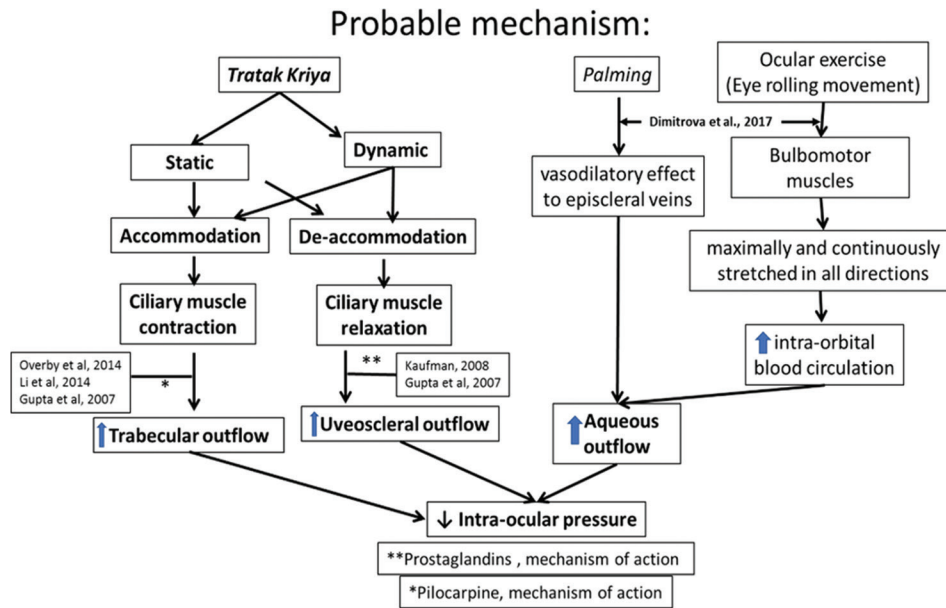 Probable mechanism:
Tratak Kriya
Static
Dynamic
Accommodation
De-accommodation
Ciliary muscle
contraction
Ciliary muscle
relaxation
Overby et al, 2014
Li et al, 2014
Gupta et al, 2007
*
**
Kaufman, 2008
Gupta et al, 2007
↑Trabecular outflow
↑Uveoscleral outflow
Palming
Ocular exercise
(Eye rolling movement)
Dimitrova et al., 2017
vasodilatory effect
to episcleral veins
Bulbomotor
muscles
maximally and continuously
stretched in all directions
↑intra-orbital
blood circulation
↑Aqueous
outflow
↓ Intra-ocular pressure
**Prostaglandins , mechanism of action
*Pilocarpine, mechanism of action